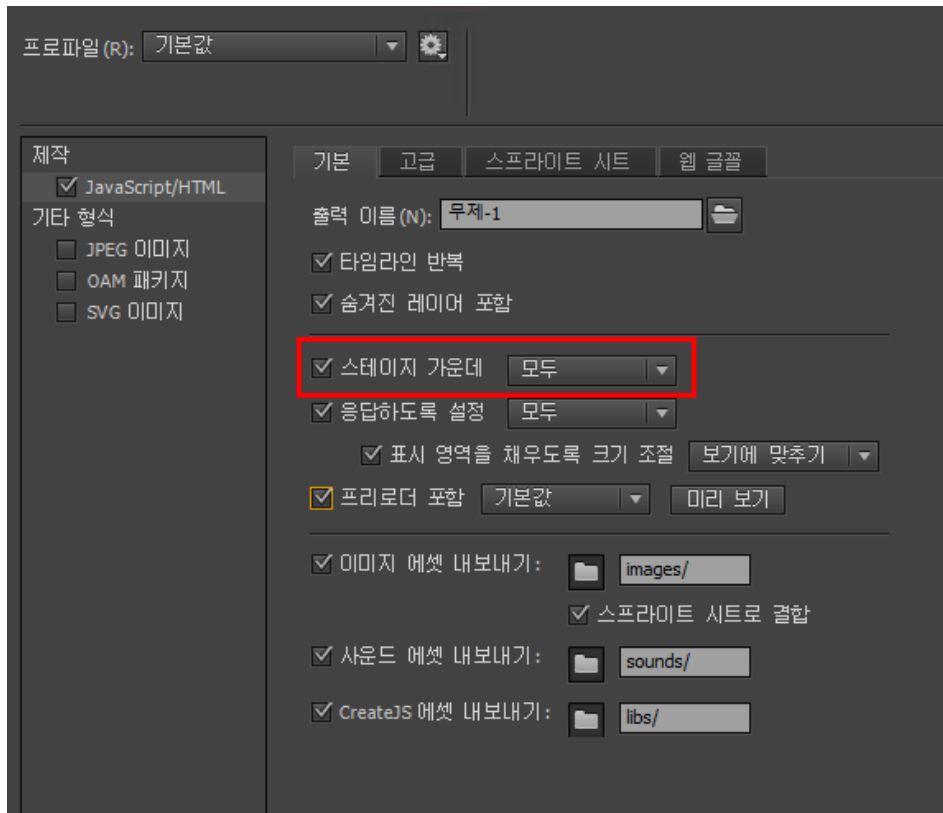 프로파일(R): 기본값
제작
JavaScript/HTML
기타 형식
JPEG 이미지
OAM 패키지
SVG 이미지
기본 고급 스프라이트 시트 웹 글꼴
출력 이름(N): 무제-1
타임라인 반복
숨겨진 레이어 포함
스테이지 가운데 모두
응답하도록 설정 모두
표시 영역을 채우도록 크기 조절 보기에 맞추기
프리로더 포함 기본값 미리 보기
이미지 에셋 내보내기: images/
스프라이트 시트로 결합
사운드 에셋 내보내기: sounds/
CreateJS 에셋 내보내기: libs/